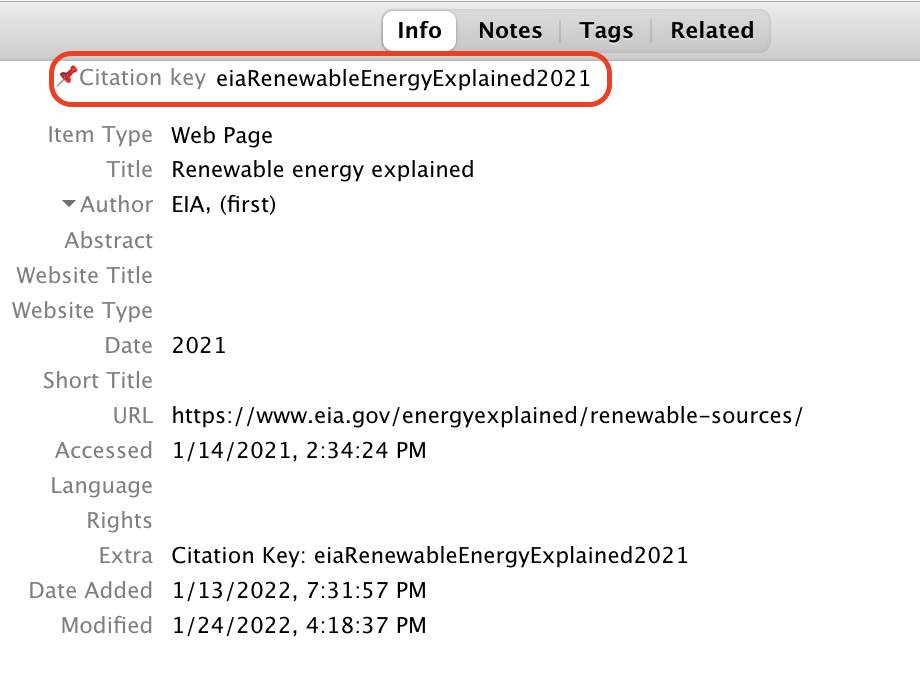 Info Notes Tags Related
Citation key eiaRenewableEnergyExplained2021
Item Type Web Page
Title Renewable energy explained
Author EIA, (first)
Abstract
Website Title
Website Type
Date 2021
Short Title
URL https://www.eia.gov/energyexplained/renewable-sources/
Accessed 1/14/2021, 2:34:24 PM
Language
Rights
Extra Citation Key: eiaRenewableEnergyExplained2021
Date Added 1/13/2022, 7:31:57 PM
Modified 1/24/2022, 4:18:37 PM